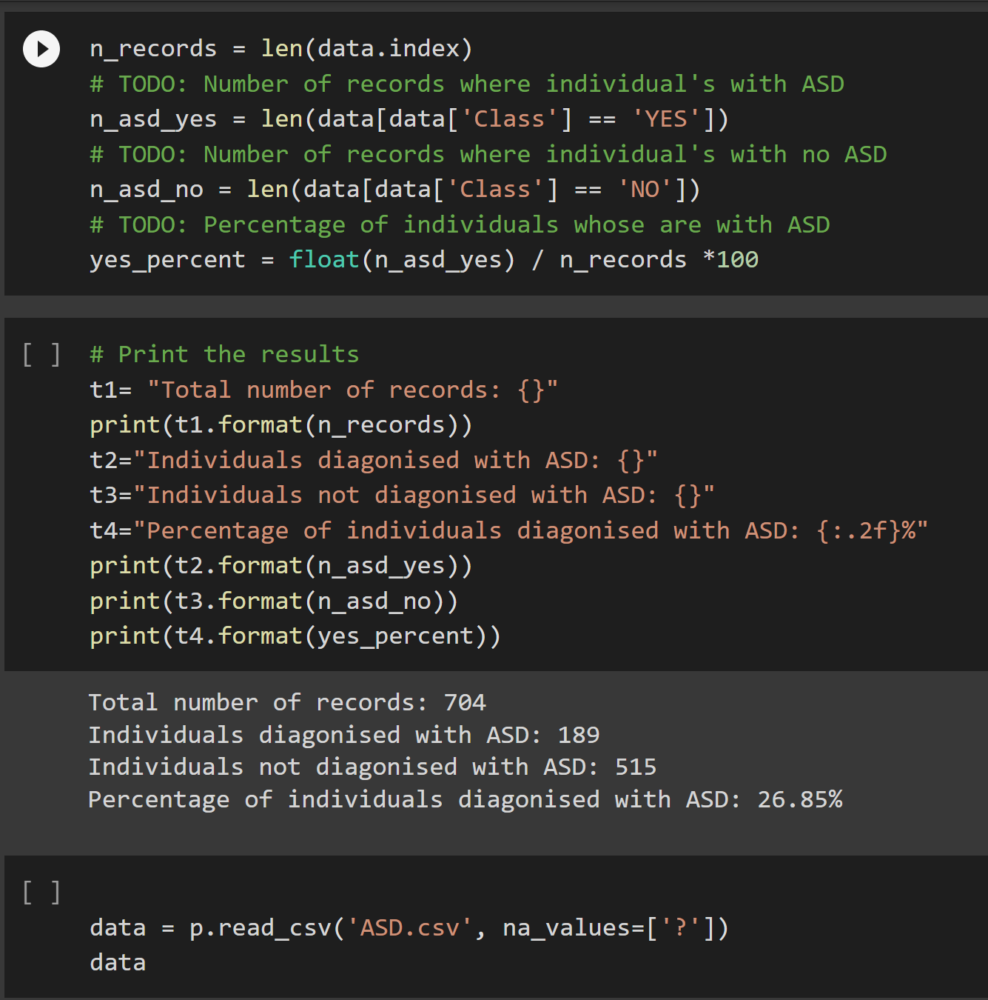 n_records = len(data.index)
# TODO: Number of records where individual's with ASD
n_asd_yes = len(data[data['Class'] == 'YES'])
# TODO: Number of records where individual's with no ASD
n_asd_no = len(data[data['Class'] == 'NO'])
# TODO: Percentage of individuals whose are with ASD
yes_percent = float(n_asd_yes) / n_records *100
[ ] # Print the results
t1= "Total number of records: {}"
print(t1.format(n_records))
t2="Individuals diagonised with ASD: {}"
t3="Individuals not diagonised with ASD: {}"
t4="Percentage of individuals diagonised with ASD: {:.2f}%"
print(t2.format(n_asd_yes))
print(t3.format(n_asd_no))
print(t4.format(yes_percent))
Total number of records: 704
Individuals diagonised with ASD: 189
Individuals not diagonised with ASD: 515
Percentage of individuals diagonised with ASD: 26.85%
[ ]
data = p.read_csv('ASD.csv', na_values=['?'])
data